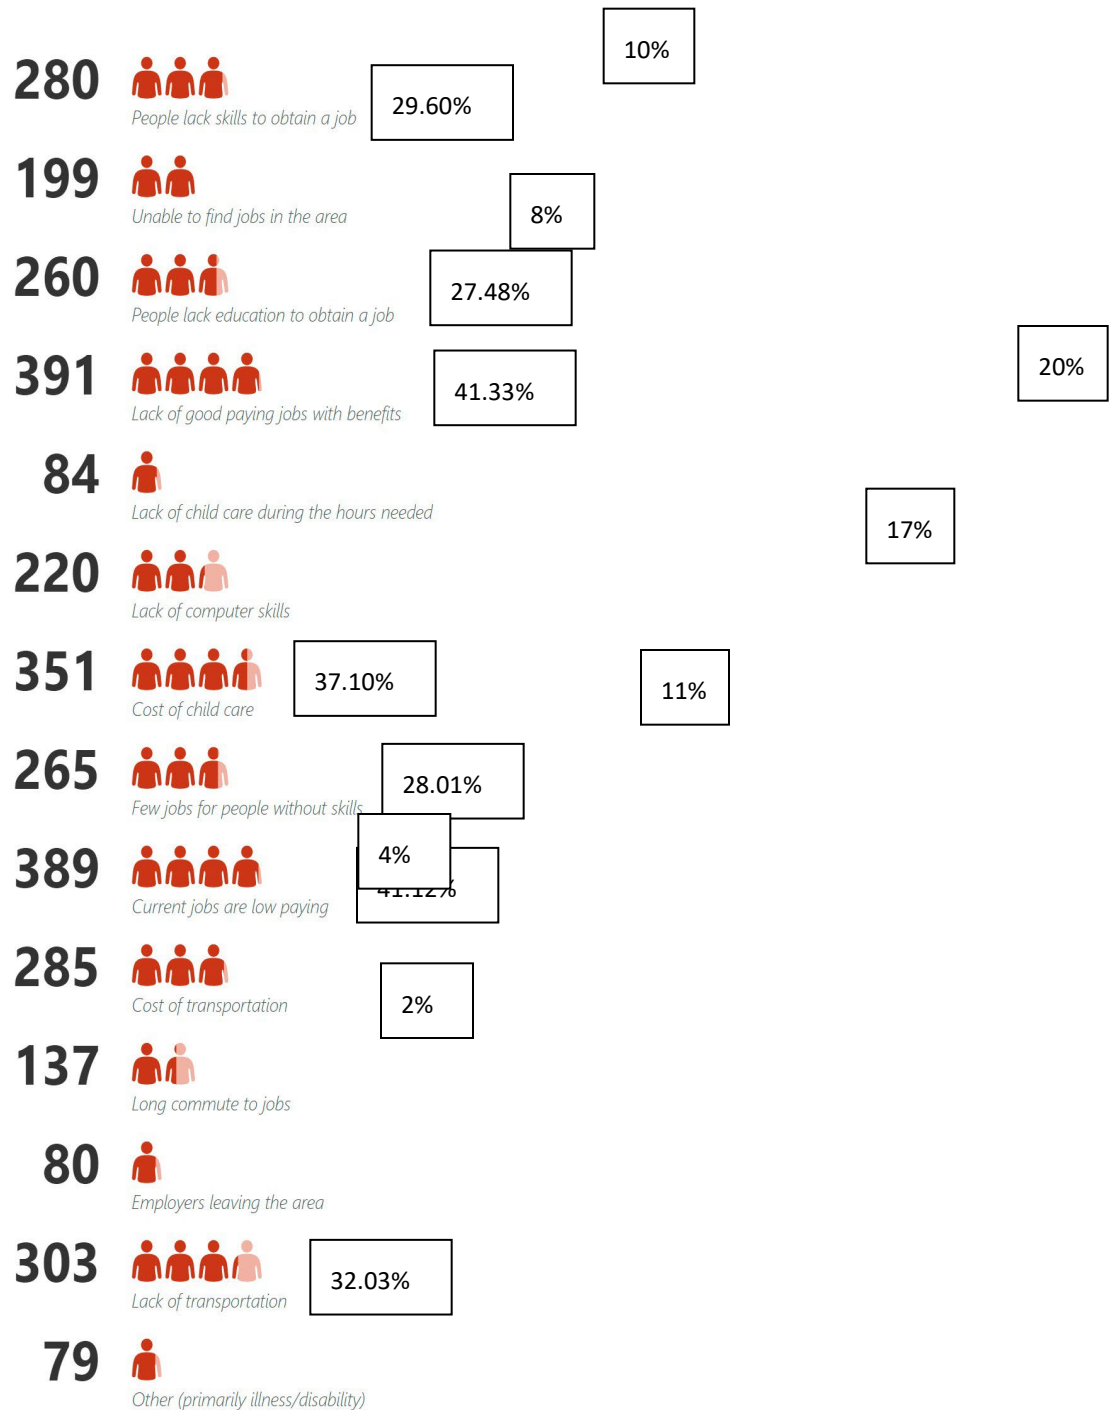 10%
280
29.60%
People lack skills to obtain a job
199
8%
Unable to find jobs in the area
260
27.48%
People lack education to obtain a job
20%
391
41.33%
Lack of good paying jobs with benefits
84
Lack of child care during the hours needed
17%
220
Lack of computer skills
351
37.10%
11%
Cost of child care
265
28.01%
Few jobs for people without skills
4%
389
41.12%
Current jobs are low paying
285
Cost of transportation
2%
137
Long commute to jobs
80
Employers leaving the area
303
32.03%
Lack of transportation
79
Other (primarily illness/disability)